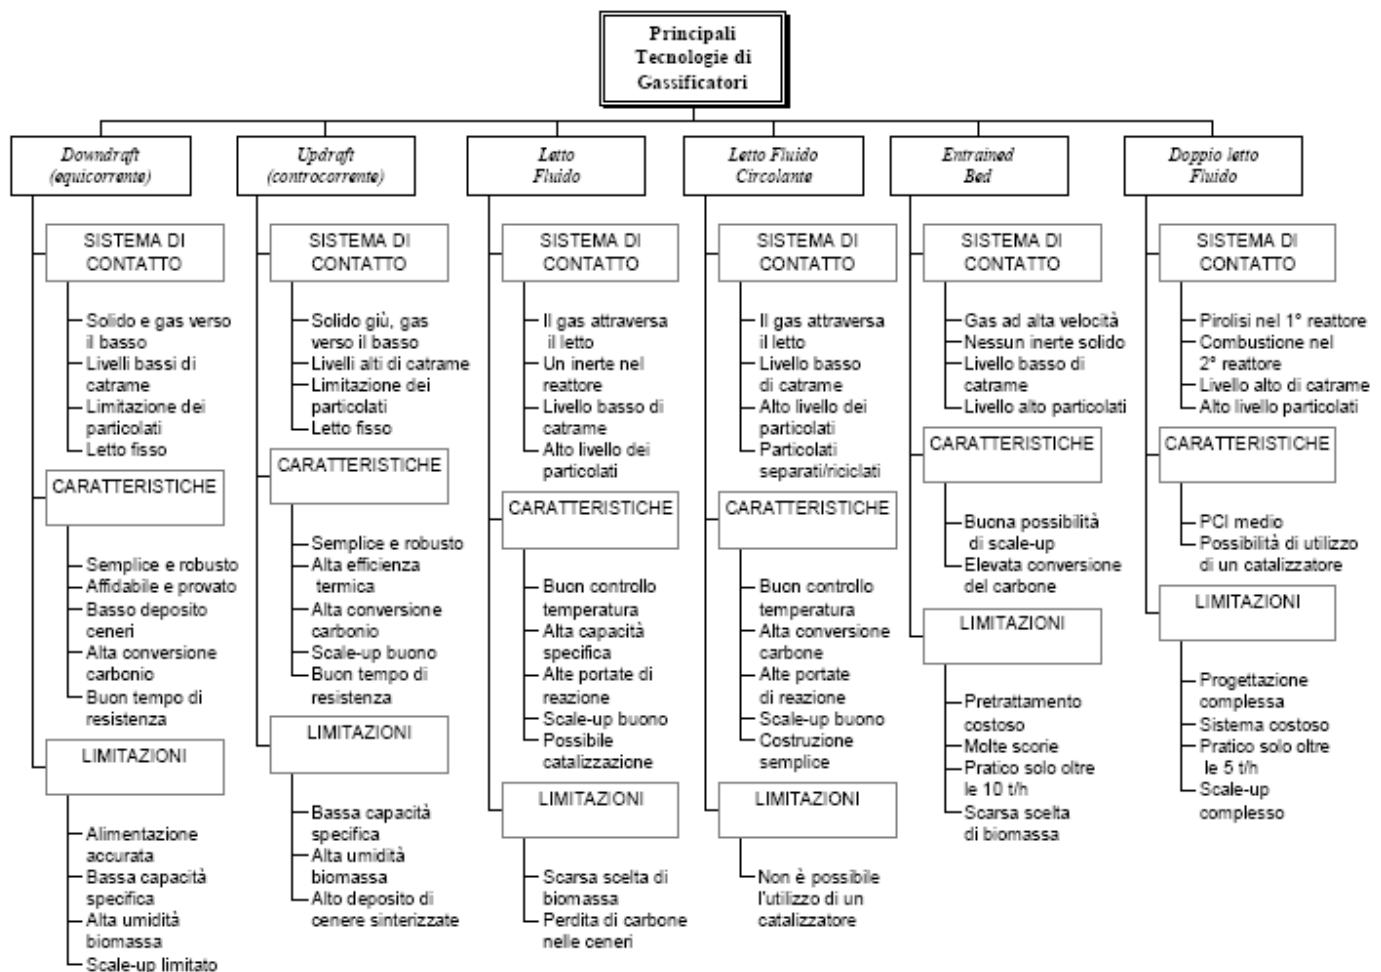 Principali
Tecnologie di
Gassificatori
Downdraft
(equicorrente)
SISTEMA DI
CONTATTO
Solido e gas verso
il basso
Livelli bassi di
catrame
Limitazione dei
particolati
Letto fisso
CARATTERISTICHE
Semplice e robusto
Affidabile e provato
Basso deposito
ceneri
Alta conversione
carbonio
Buon tempo di
resistenza
LIMITAZIONI
Alimentazione
accurata
Bassa capacità
specifica
Alta umidità
biomassa
Scale-up limitato
Updraft
(controcorrente)
SISTEMA DI
CONTATTO
Solido giù, gas
verso il basso
Livelli alti di catrame
Limitazione dei
particolati
Letto fisso
CARATTERISTICHE
Semplice e robusto
Alta efficienza
termica
Alta conversione
carbonio
Scale-up buono
Buon tempo di
resistenza
LIMITAZIONI
Bassa capacità
specifica
Alta umidità
biomassa
Alto deposito di
cenere sinterizzate
Letto
Fluido
SISTEMA DI
CONTATTO
Il gas attraversa
il letto
Un inerte nel
reattore
Livello basso di
catrame
Alto livello dei
particolati
CARATTERISTICHE
Buon controllo
temperatura
Alta capacità
specifica
Alte portate di
reazione
Scale-up buono
Possibile
catalizzazione
LIMITAZIONI
Scarsa scelta di
biomassa
Perdita di carbone
nelle ceneri
Letto Fluido
Circolante
SISTEMA DI
CONTATTO
Il gas attraversa
il letto
Livello basso
di catrame
Alto livello dei
particolati
Particolati
separati/riciclati
CARATTERISTICHE
Buon controllo
temperatura
Alta conversione
carbone
Alte portate
di reazione
Scale-up buono
Costruzione
semplice
LIMITAZIONI
Non è possibile
l'utilizzo di un
catalizzatore
Entrained
Bed
SISTEMA DI
CONTATTO
Gas ad alta velocità
Nessun inerte solido
Livello basso di
catrame
Livello alto particolati
CARATTERISTICHE
Buona possibilità
di scale-up
Elevata conversione
del carbone
LIMITAZIONI
Pretrattamento
costoso
Molte scorie
Pratico solo oltre
le 10 t/h
Scarsa scelta
di biomassa
Doppio letto
Fluido
SISTEMA DI
CONTATTO
Pirolisi nel 1° reattore
Combustione nel
2° reattore
Livello alto di catrame
Alto livello particolati
CARATTERISTICHE
PCI medio
Possibilità di utilizzo
di un catalizzatore
LIMITAZIONI
Progettazione
complessa
Sistema costoso
Pratico solo oltre
le 5 t/h
Scale-up
complesso